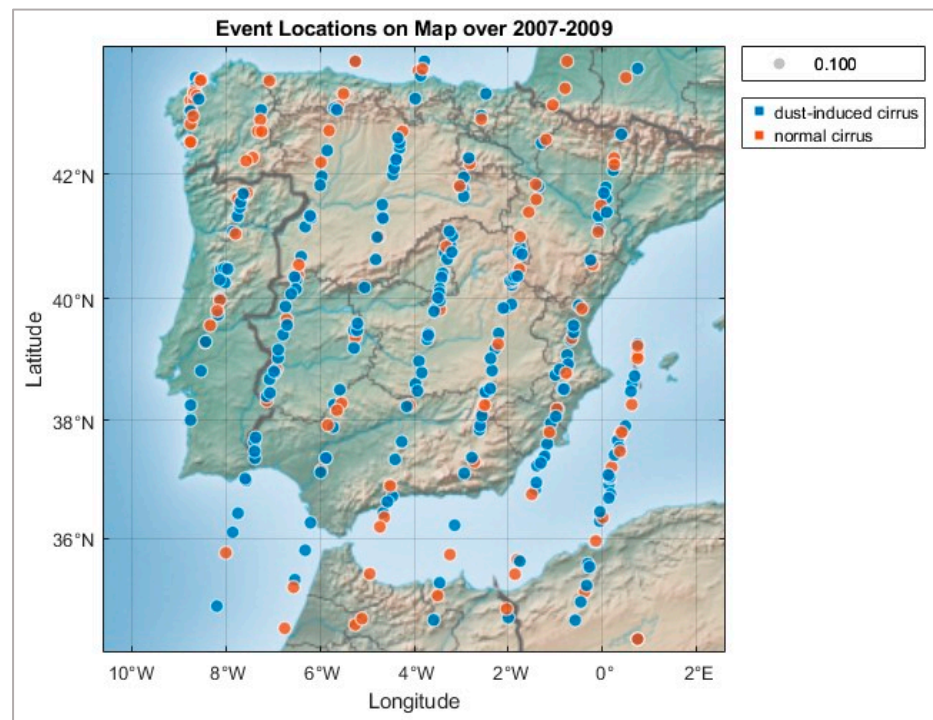 Event Locations on Map over 2007-2009
0.100
dust-induced cirrus
normal cirrus
42°N
40°N
38°N
36°N
Latitude
10°W
8°W
6°W
4°W
2°W
0°
2°E
Longitude